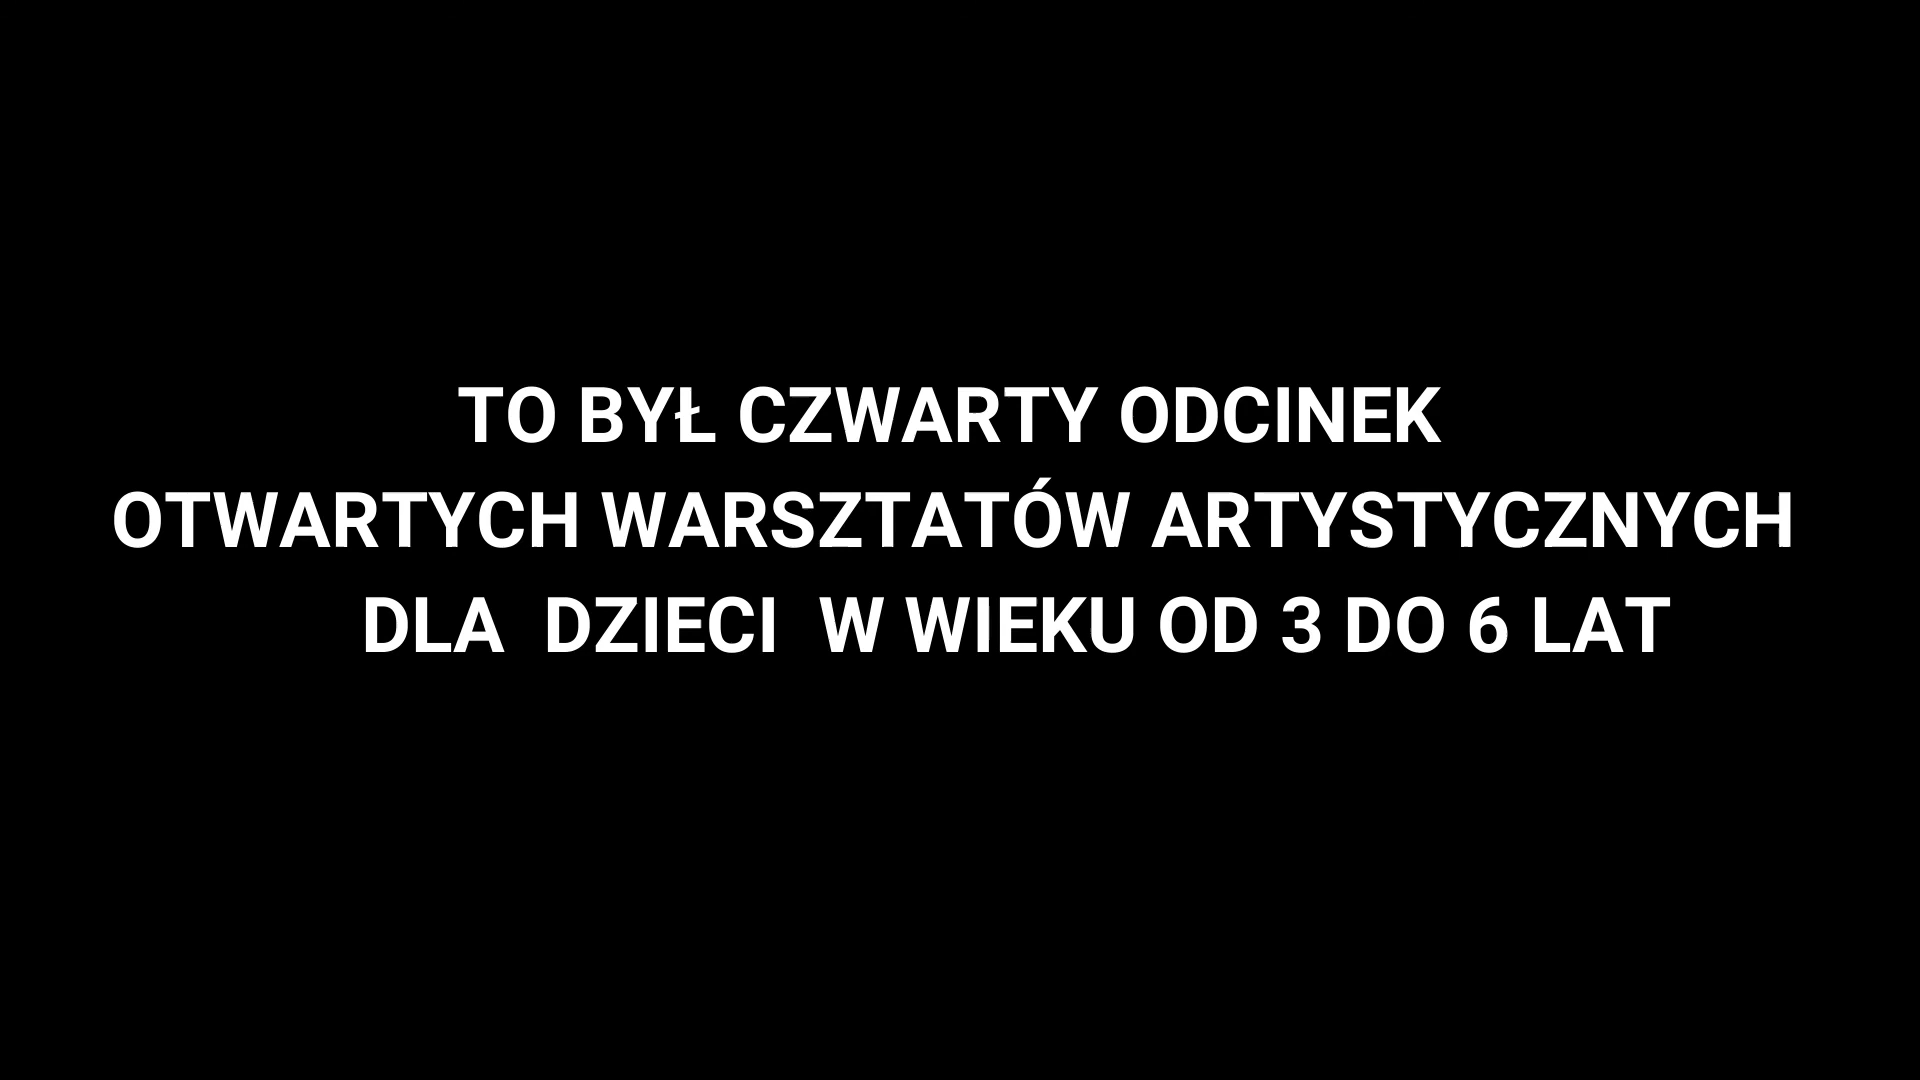 TO BYŁ CZWARTY ODCINEK
OTWARTYCH WARSZTATÓW ARTYSTYCZNYCH
DLA DZIECI W WIEKU OD 3 DO 6 LAT